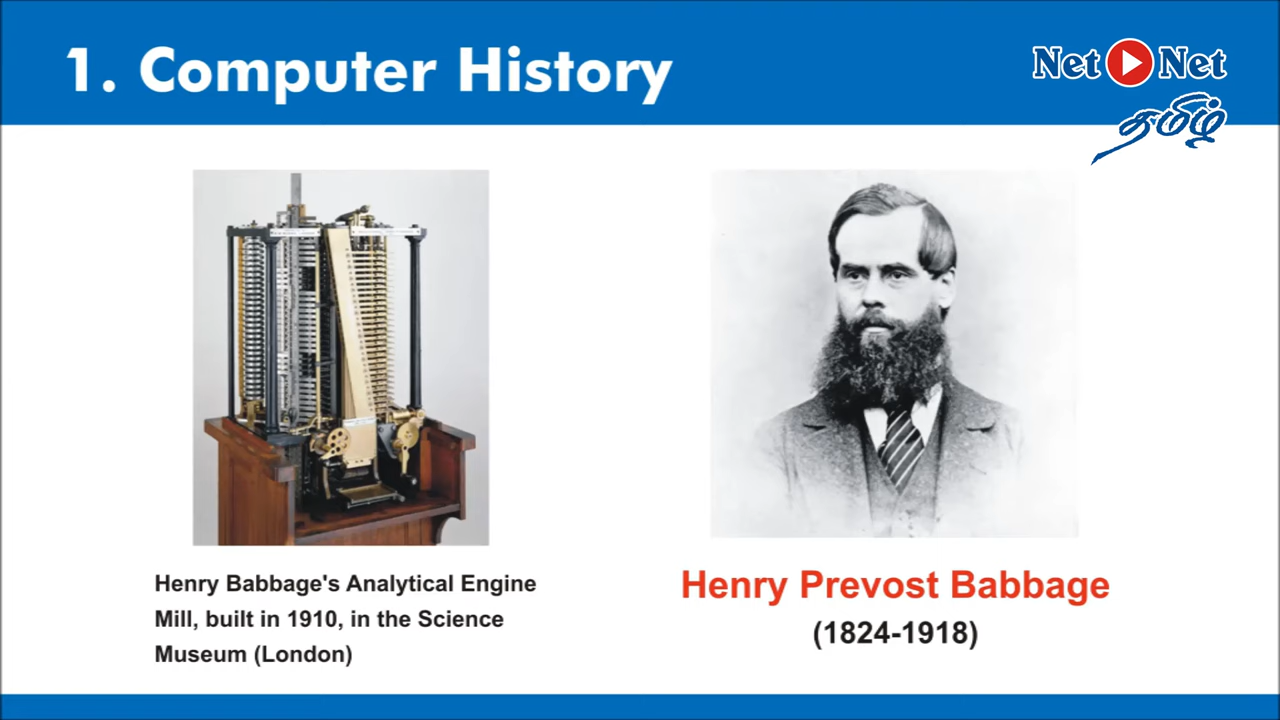 1. Computer History
Net Net
தமிழ்
Henry Babbage's Analytical Engine
Mill, built in 1910, in the Science
Museum (London)
Henry Prevost Babbage
(1824-1918)